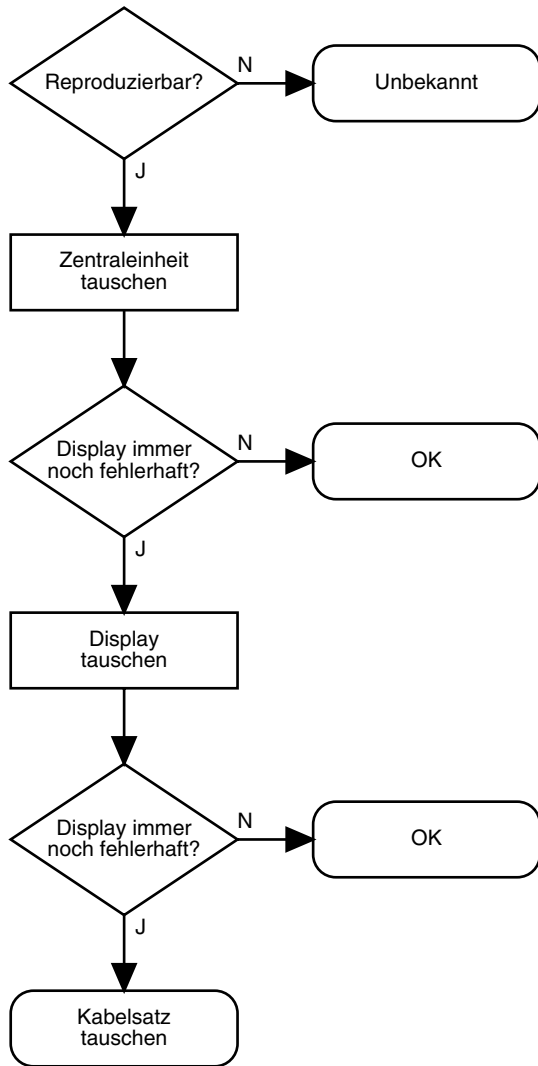 Reproduzierbar?
N
Unbekannt
J
Zentraleinheit
tauschen
Display immer
noch fehlerhaft?
N
OK
J
Display
tauschen
Display immer
noch fehlerhaft?
N
OK
J
Kabelsatz
tauschen